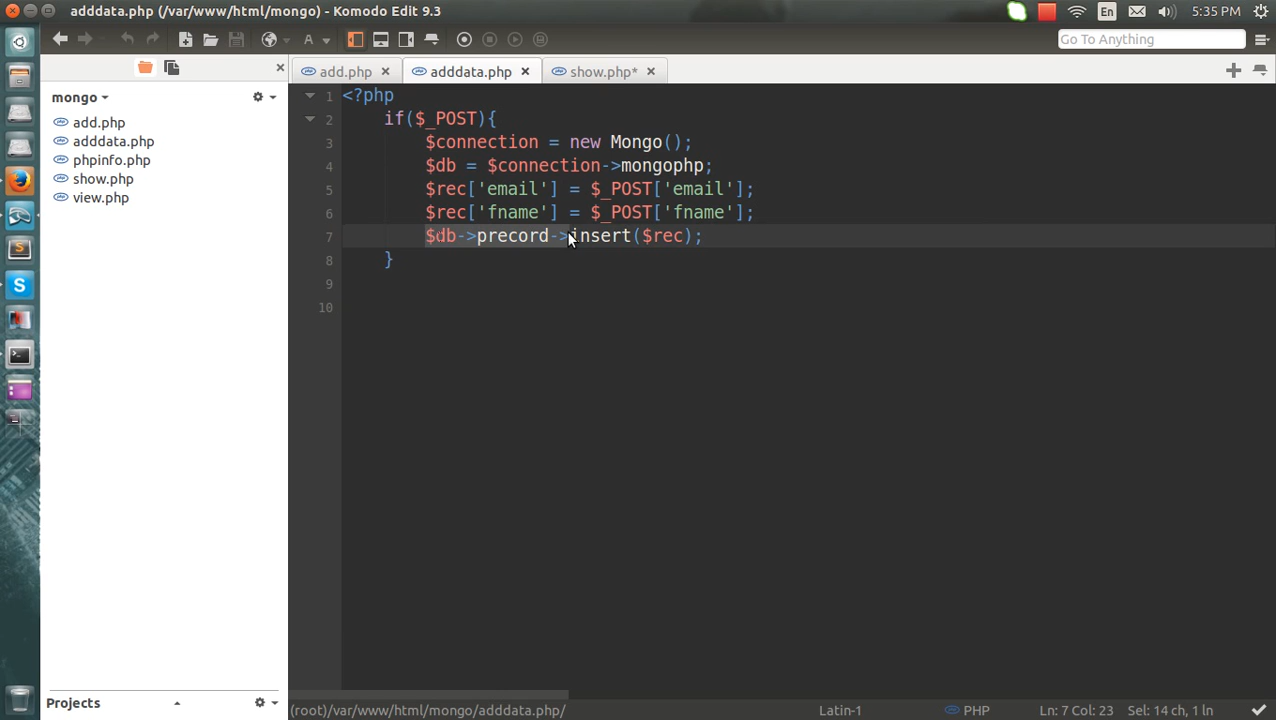 adddata.php (/var/www/html/mongo) - Komodo Edit 9.3
En
5:35 PM
Go To Anything
add.php
adddata.php
show.php*
mongo
add.php
adddata.php
phpinfo.php
show.php
view.php
1 <?php
2 if($_POST){
3 $connection = new Mongo();
4 $db = $connection->mongophp;
5 $rec['email'] = $_POST['email'];
6 $rec['fname'] = $_POST['fname'];
7 $db->precord->insert($rec);
8 }
9
10
Projects
(root)/var/www/html/mongo/adddata.php/
Latin-1
PHP
Ln: 7 Col: 23
Sel: 14 ch, 1 ln